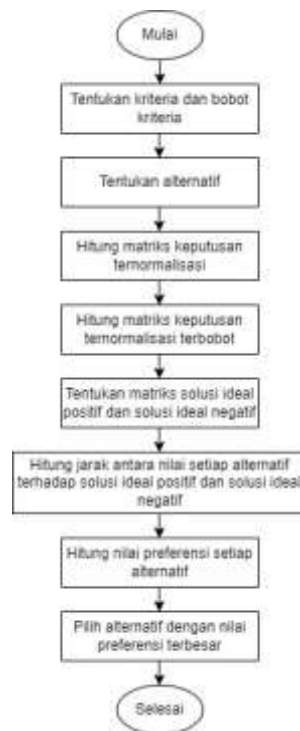 Mulai
Tentukan kriteria dan bobot
kriteria
Tentukan alternatif
Hitung matriks keputusan
ternormalisasi
Hitung matriks keputusan
ternormalisasi terbobot
Tentukan matriks solusi ideal
positif dan solusi ideal negatif
Hitung jarak antara nilai setiap alternatif
terhadap solusi ideal positif dan solusi ideal
negatif
Hitung nilai preferensi setiap
alternatif
Pilih alternatif dengan nilai
preferensi terbesar
Selesai